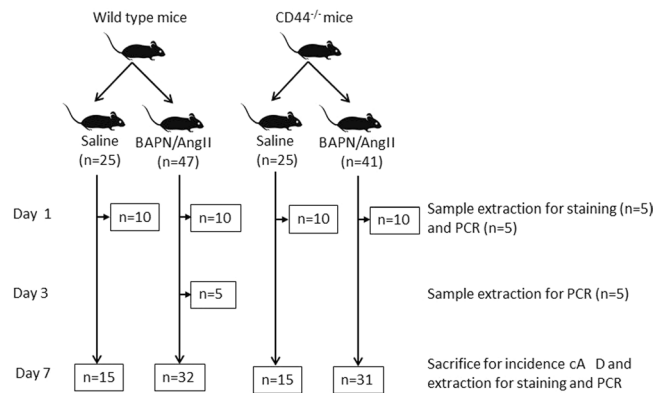 Wild type mice
CD44-/- mice
Saline
(n=25)
BAPN/AngII
(n=47)
Saline
(n=25)
BAPN/AngII
(n=41)
Day 1
n=10
n=10
n=10
n=10
Sample extraction for staining (n=5)
and PCR (n=5)
Day 3
n=5
Sample extraction for PCR (n=5)
Day 7
n=15
n=32
n=15
n=31
Sacrifice for incidence cA D and
extraction for staining and PCR